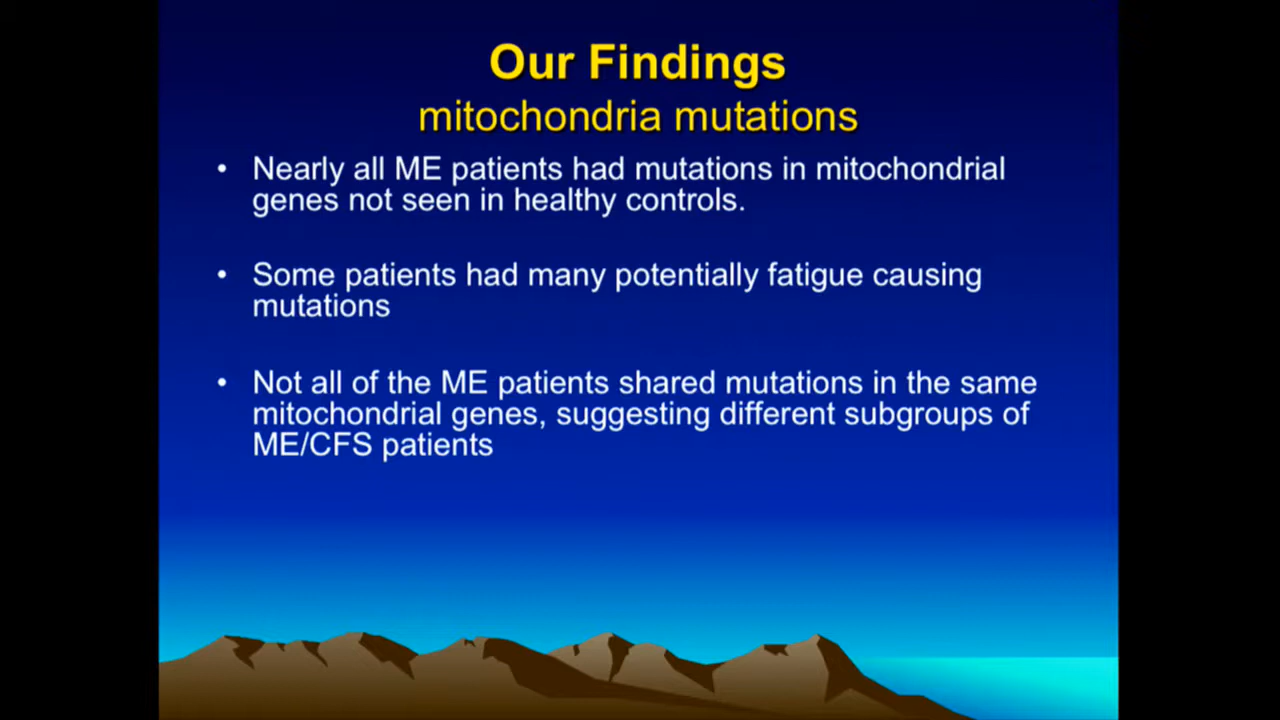 Our Findings
mitochondria mutations
• Nearly all ME patients had mutations in mitochondrial
genes not seen in healthy controls.
• Some patients had many potentially fatigue causing
mutations
• Not all of the ME patients shared mutations in the same
mitochondrial genes, suggesting different subgroups of
ME/CFS patients